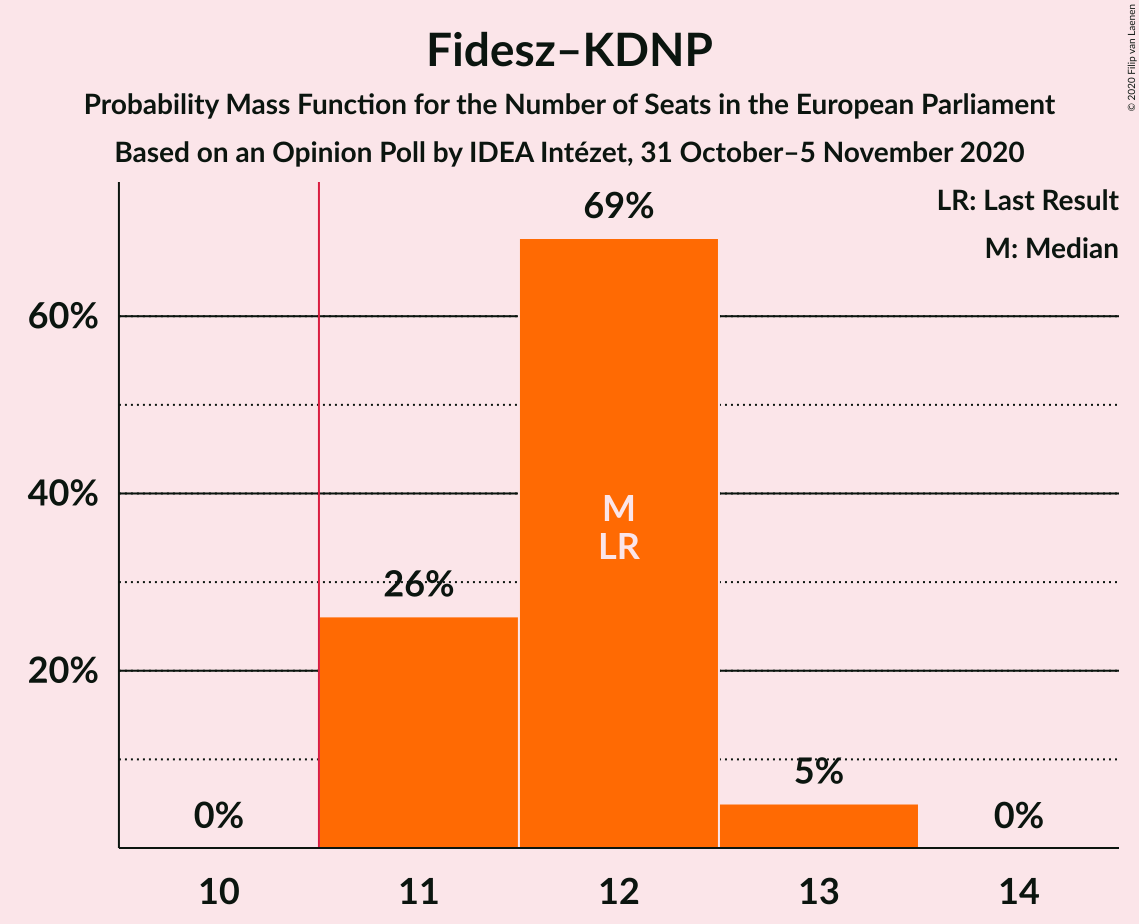 Fidesz–KDNP
Probability Mass Function for the Number of Seats in the European Parliament
Based on an Opinion Poll by IDEA Intézet, 31 October–5 November 2020
© 2020 Filip van Laenen
LR: Last Result
M: Median
69%
60%
40%
M
LR
26%
20%
5%
0%
0%
10
11
12
13
14